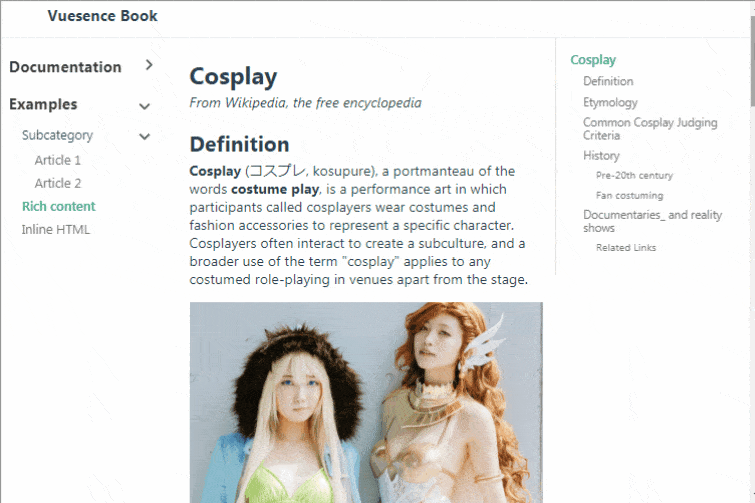 Vuesence Book
Documentation
Examples
Subcategory
Article 1
Article 2
Rich content
Inline HTML
Cosplay
From Wikipedia, the free encyclopedia
Definition
Cosplay (コスプレ, kosupure), a portmanteau of the
words costume play, is a performance art in which
participants called cosplayers wear costumes and
fashion accessories to represent a specific character.
Cosplayers often interact to create a subculture, and a
broader use of the term "cosplay" applies to any
costumed role-playing in venues apart from the stage.
Cosplay
Definition
Etymology
Common Cosplay Judging
Criteria
History
Pre-20th century
Fan costuming
Documentaries_ and reality
shows
Related Links